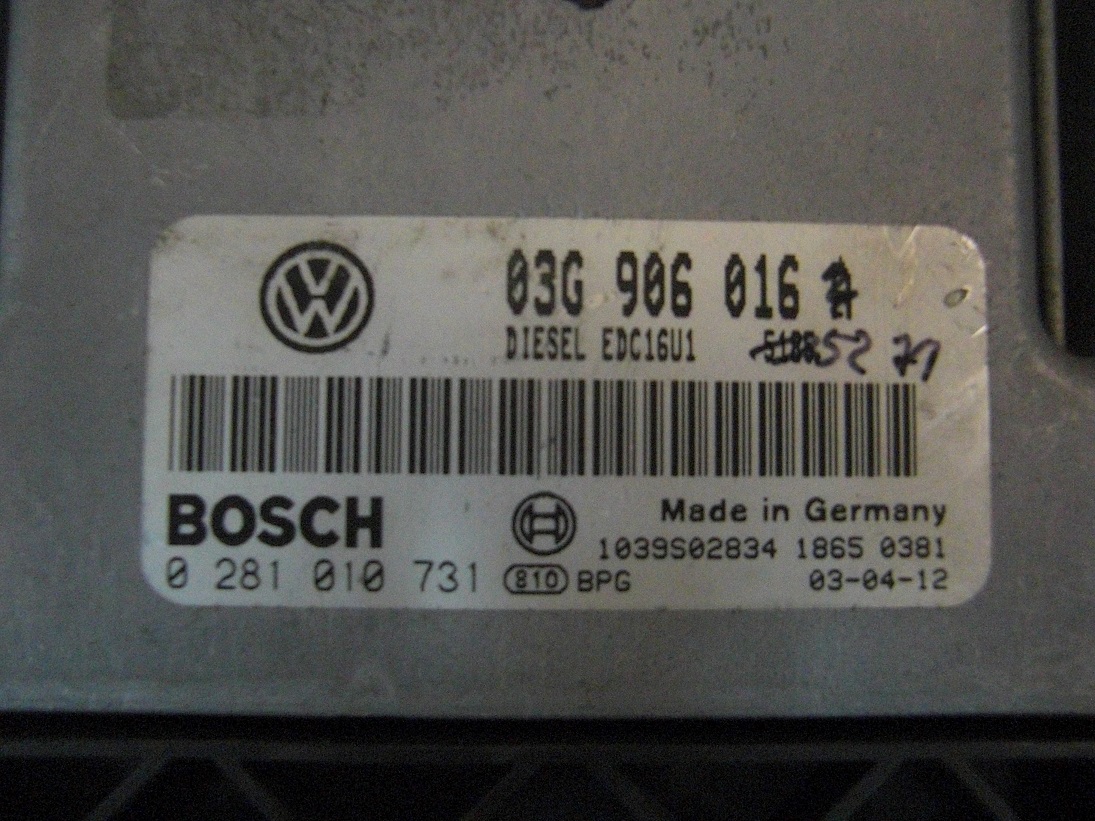 03G 906 016
DIESEL EDC16U1 5271
BOSCH
Made in Germany
1039S02834 1865 0381
0 281 010 731 810 BPG 03-04-12